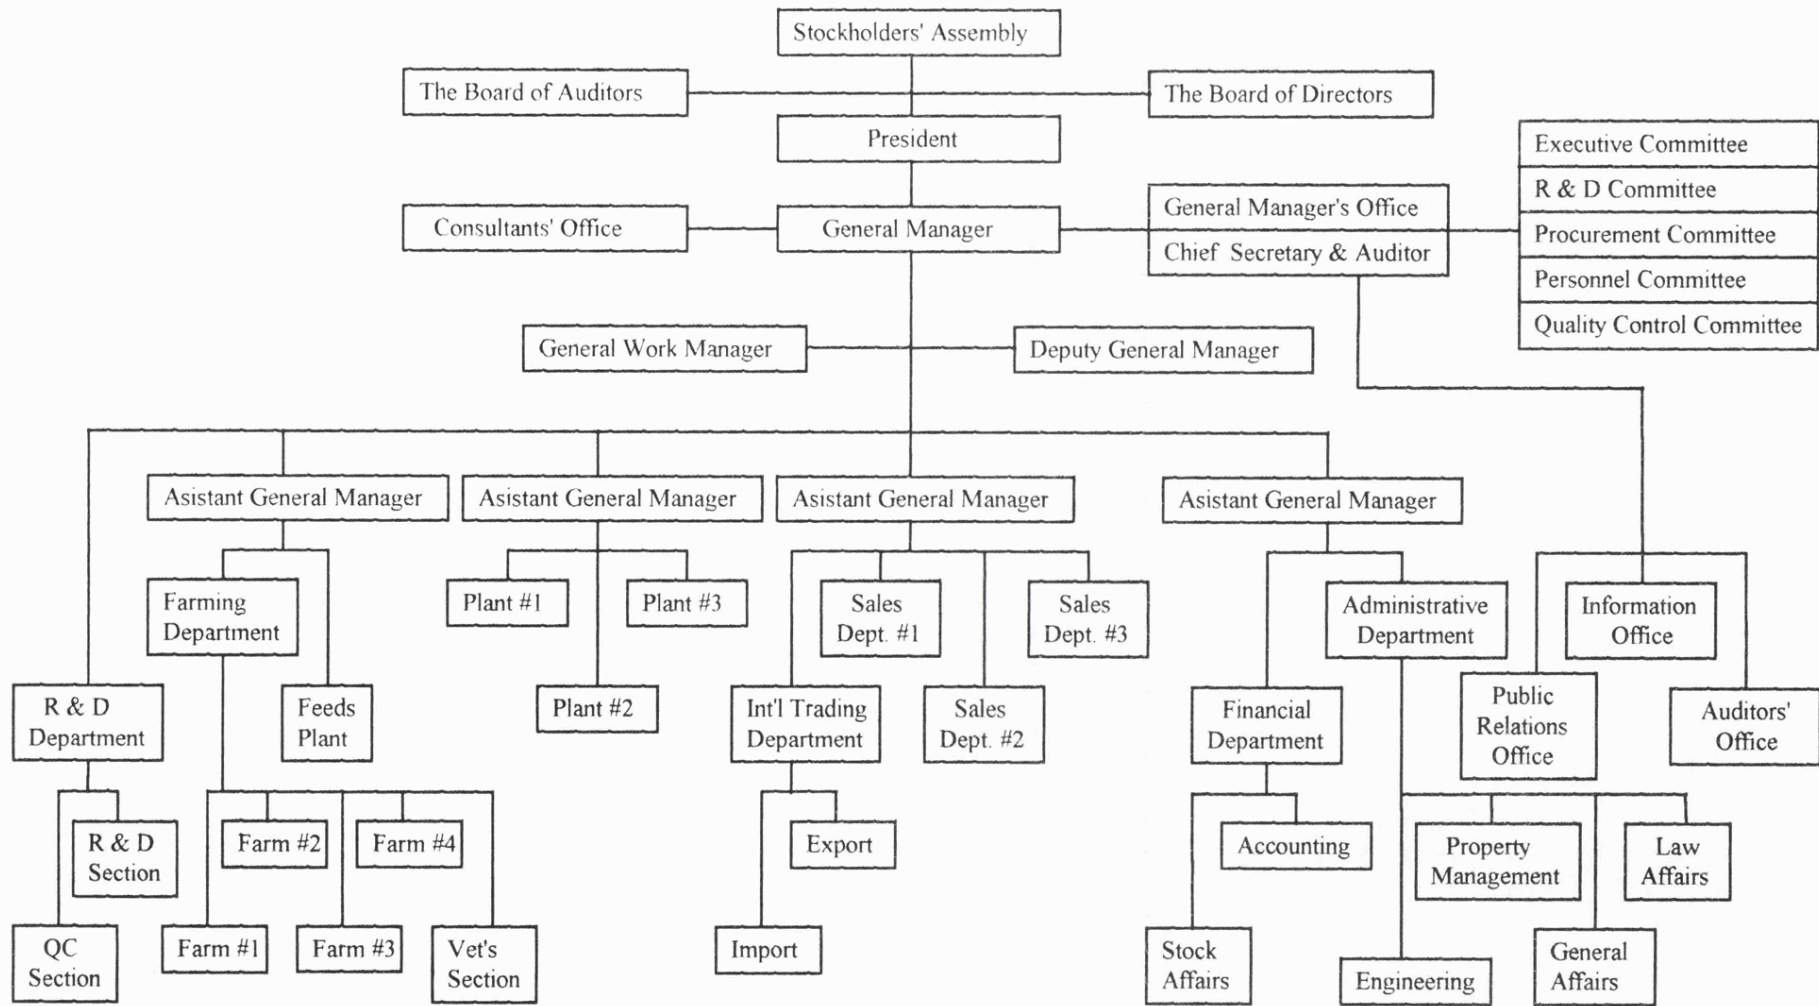 Stockholders' Assembly
The Board of Auditors
The Board of Directors
President
Executive Committee
R & D Committee
Procurement Committee
Personnel Committee
Quality Control Committee
Consultants' Office
General Manager
General Manager's Office
Chief Secretary & Auditor
General Work Manager
Deputy General Manager
Asistant General Manager
Asistant General Manager
Asistant General Manager
Asistant General Manager
Farming
Department
Plant #1
Plant #3
Sales
Dept. #1
Sales
Dept. #3
Administrative
Department
Information
Office
R & D
Department
Feeds
Plant
Plant #2
Int'l Trading
Department
Sales
Dept. #2
Financial
Department
Public
Relations
Office
Auditors'
Office
R & D
Section
Farm #2
Farm #4
Export
Accounting
Property
Management
Law
Affairs
QC
Section
Farm #1
Farm #3
Vet's
Section
Import
Stock
Affairs
Engineering
General
Affairs